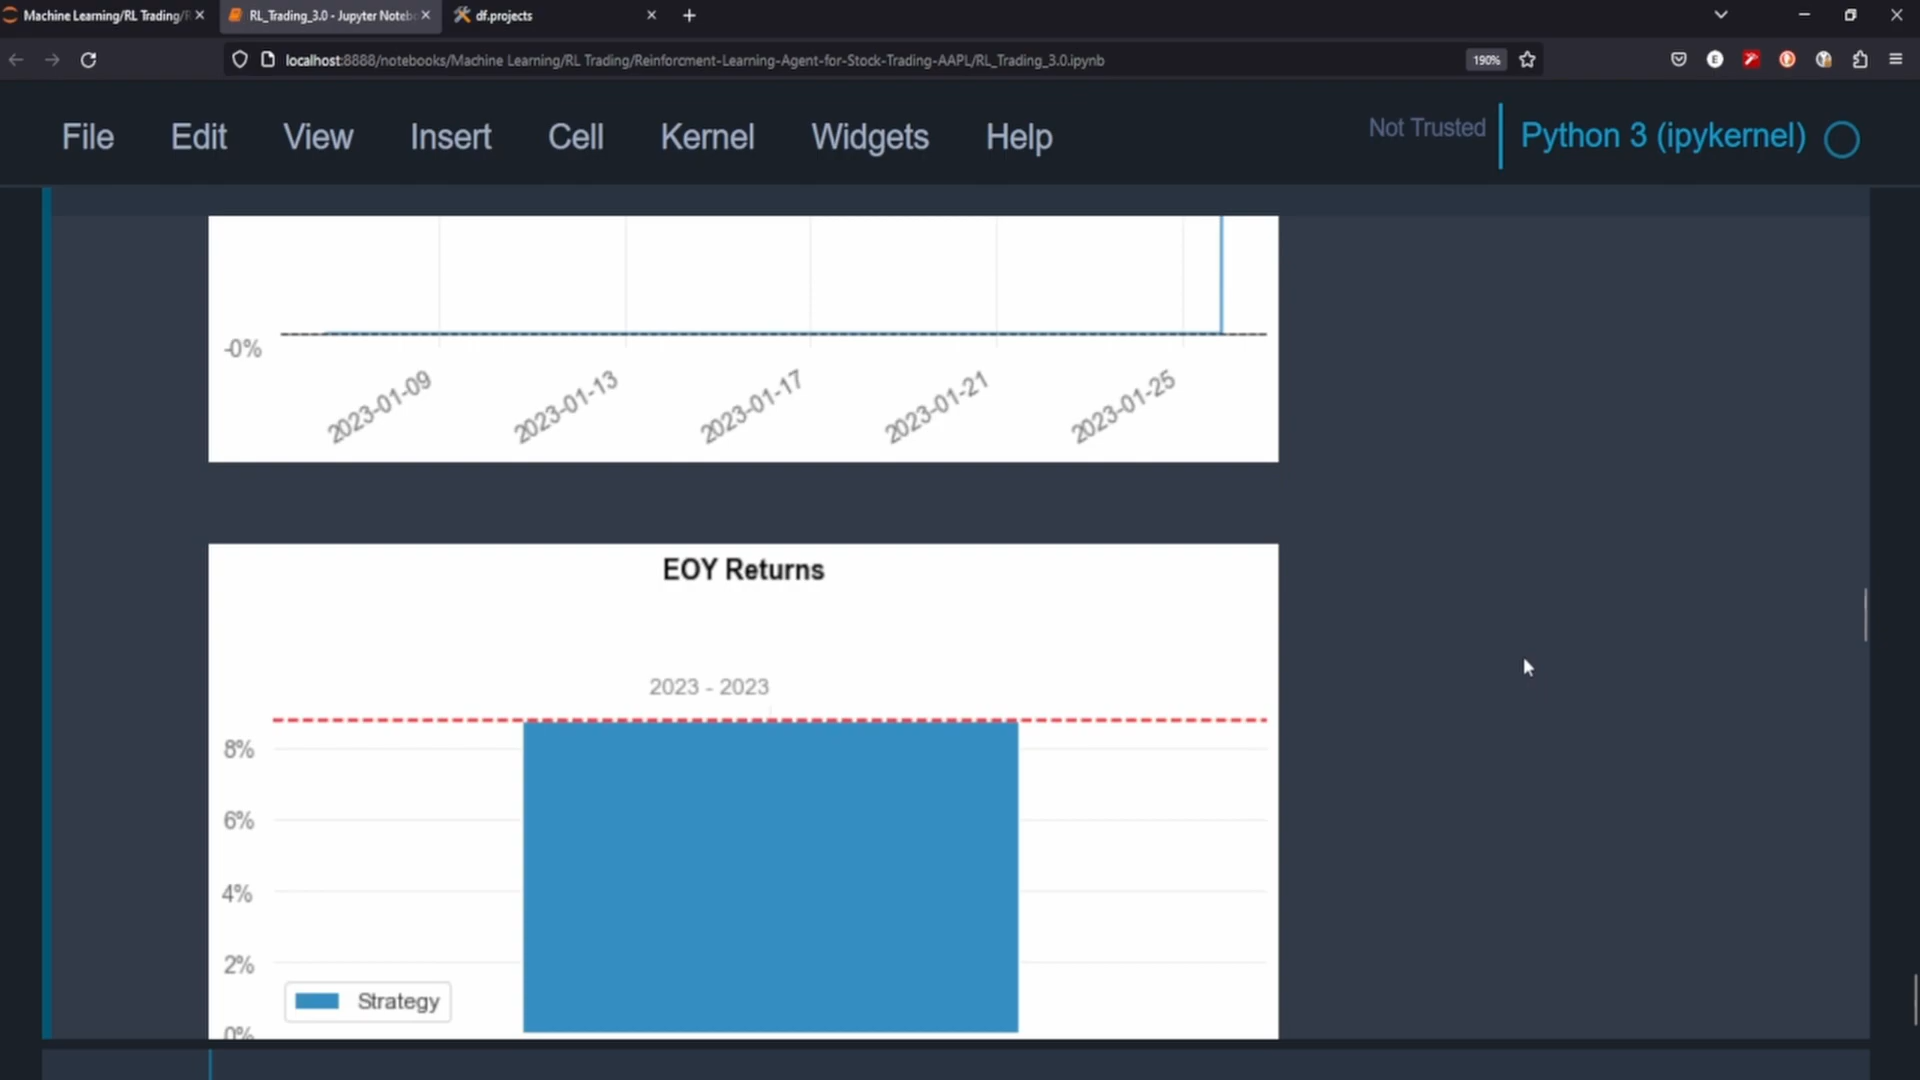 Machine Learning/RL Trading/
RL_Trading_3.0 - Jupyter Noteb
df.projects
localhost:8888/notebooks/Machine Learning/RL Trading/Reinforcment-Learning-Agent-for-Stock-Trading-AAPL/RL_Trading_3.0.ipynb
190%
File Edit View Insert Cell Kernel Widgets Help
Not Trusted
Python 3 (ipykernel)
-0%
2023-01-09
2023-01-13
2023-01-17
2023-01-21
2023-01-25
EOY Returns
2023 - 2023
8%
6%
4%
2%
Strategy
0%